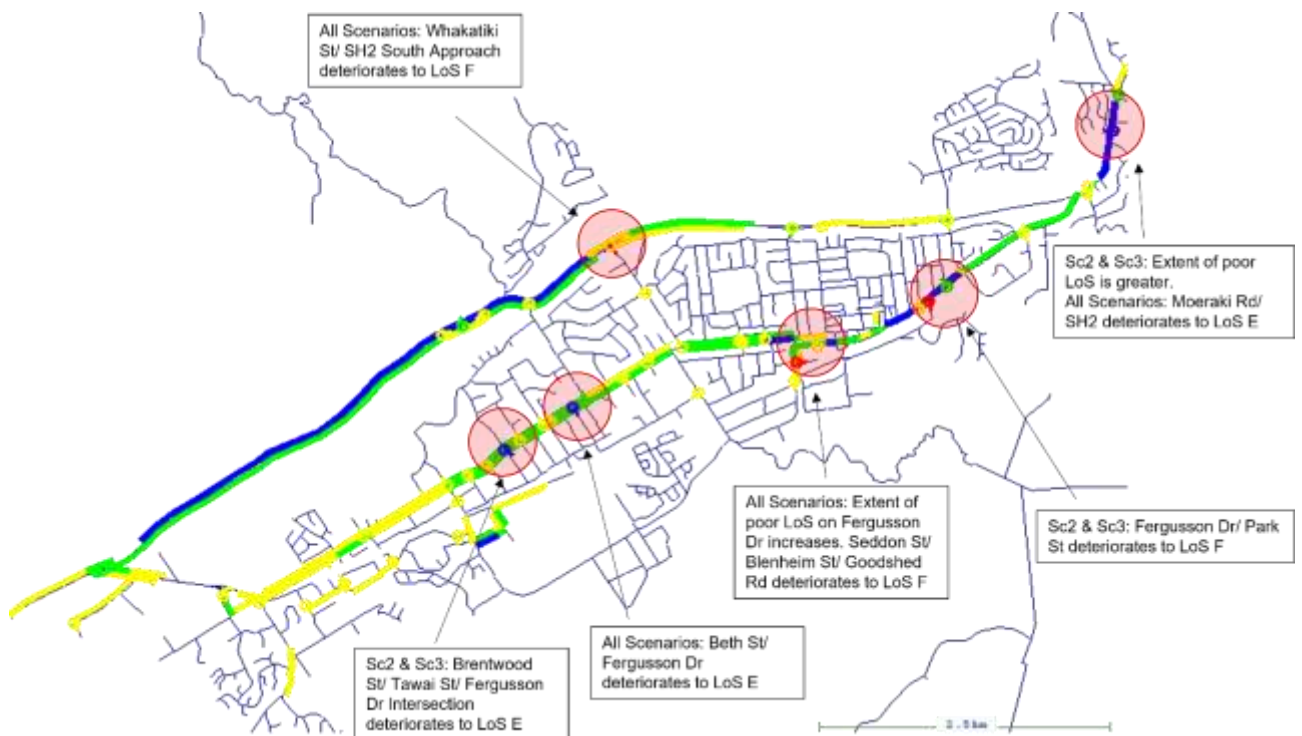 All Scenarios: Whakatiki
St/ SH2 South Approach
deteriorates to LoS F
Sc2 & Sc3: Extent of poor
LoS is greater.
All Scenarios: Moeraki Rd/
SH2 deteriorates to LoS E
All Scenarios: Extent of
poor LoS on Fergusson
Dr increases. Seddon St/
Blenheim St/ Goodshed
Rd deteriorates to LoS F
Sc2 & Sc3: Fergusson Dr/ Park
St deteriorates to LoS F
All Scenarios: Beth St/
Fergusson Dr
deteriorates to LoS E
Sc2 & Sc3: Brentwood
St/ Tawai St/ Fergusson
Dr Intersection
deteriorates to LoS E